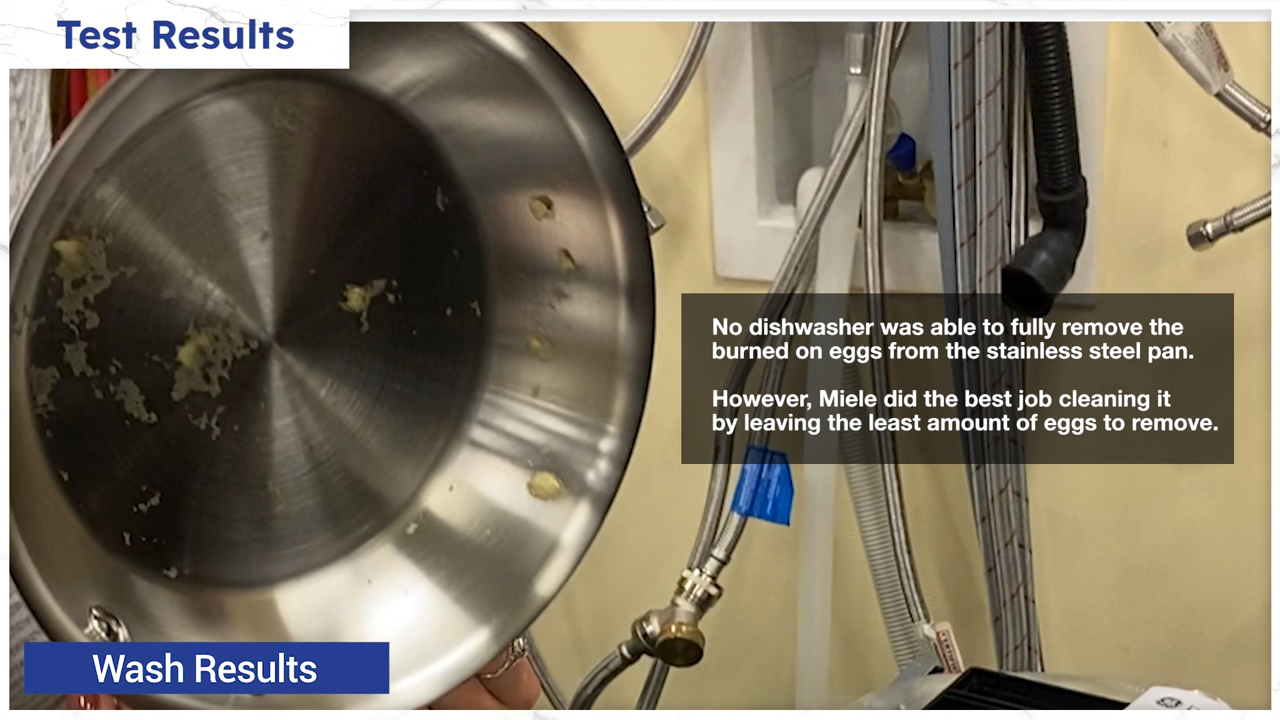 Test Results
No dishwasher was able to fully remove the
burned on eggs from the stainless steel pan.
However, Miele did the best job cleaning it
by leaving the least amount of eggs to remove.
Wash Results